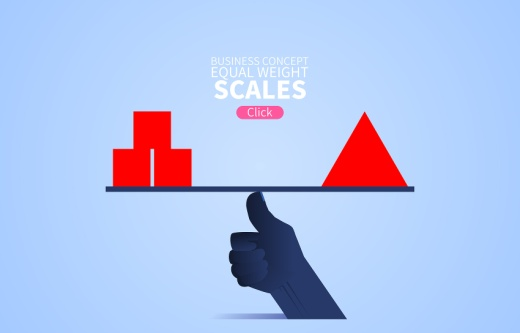 BUSINESS CONCEPT
EQUAL WEIGHT
SCALES
Click